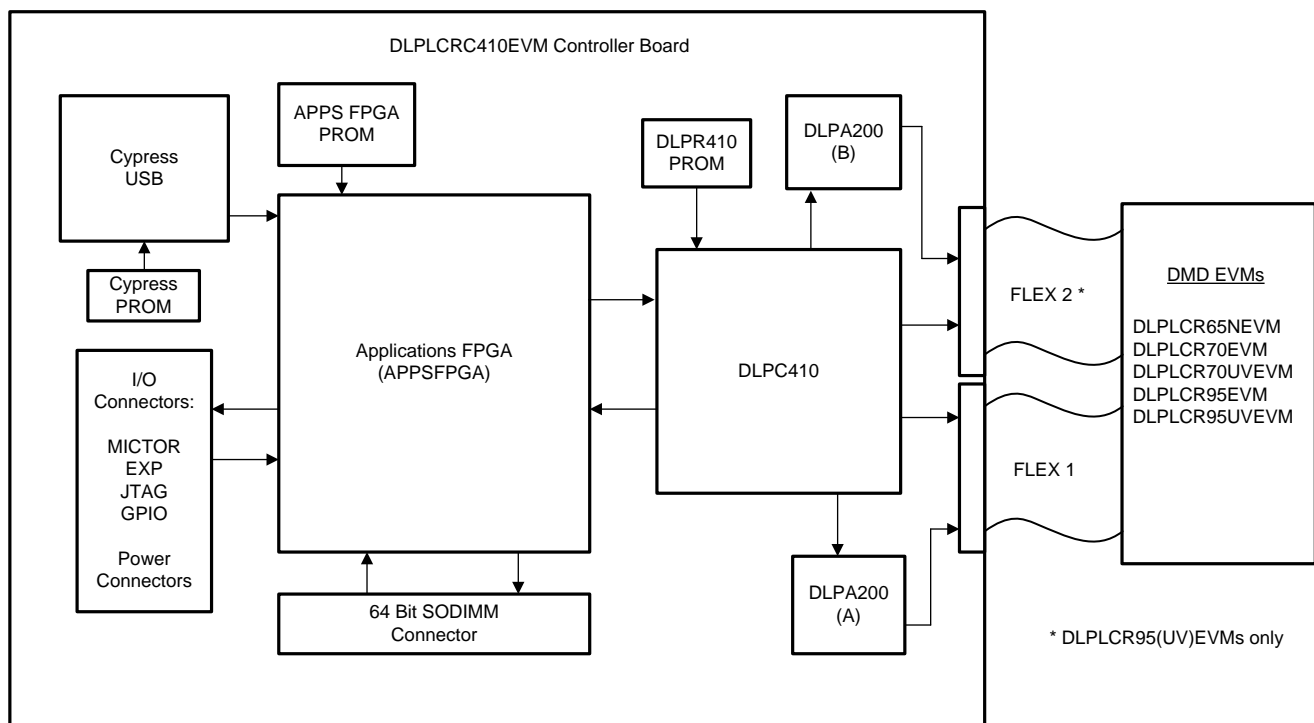 DLPLCRC410EVM Controller Board
Cypress
USB
APPS FPGA
PROM
DLPR410
PROM
DLPA200
(B)
Cypress
PROM
Applications FPGA
(APPSFPGA)
DLPC410
I/O
Connectors:
MICTOR
EXP
JTAG
GPIO
Power
Connectors
64 Bit SODIMM
Connector
DLPA200
(A)
FLEX 2 *
FLEX 1
DMD EVMs
DLPLCR65NEVM
DLPLCR70EVM
DLPLCR70UVEVM
DLPLCR95EVM
DLPLCR95UVEVM
* DLPLCR95(UV)EVMs only